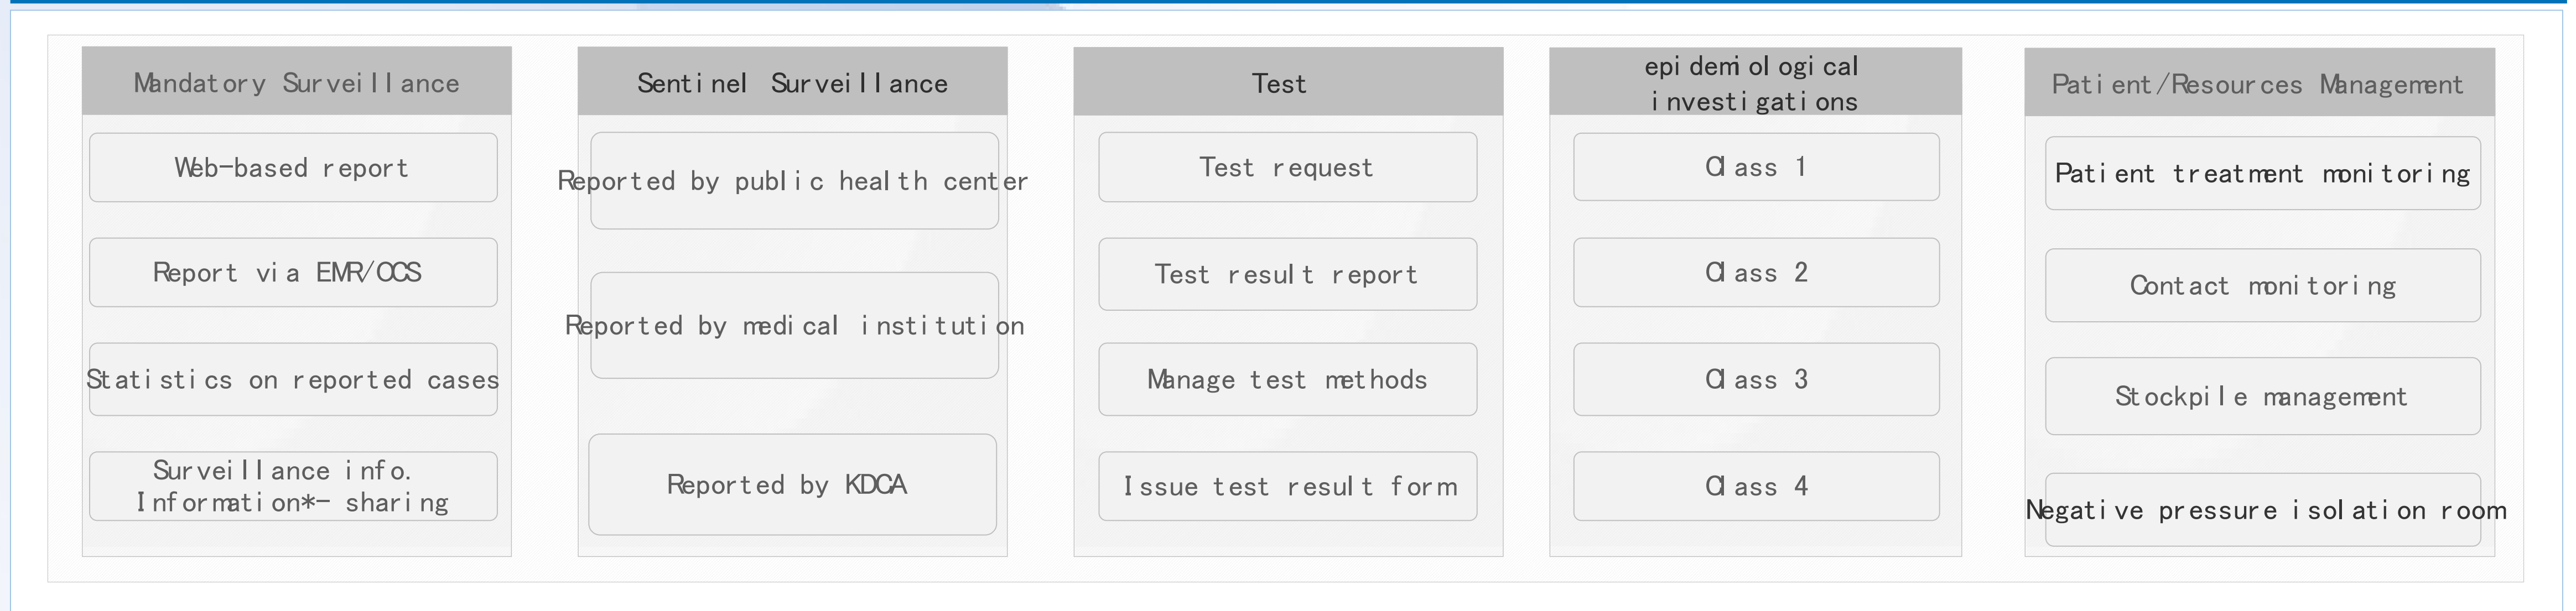 Mandatory Surveillance
Web-based report
Report via EMR/OCS
Statistics on reported cases
Surveillance info.
Information*- sharing
Sentinel Surveillance
Reported by public health center
Reported by medical institution
Reported by KDCA
Test
Test request
Test result report
Manage test methods
Issue test result form
epidemiological
investigations
Class 1
Class 2
Class 3
Class 4
Patient/Resources Management
Patient treatment monitoring
Contact monitoring
Stockpile management
Negative pressure isolation room